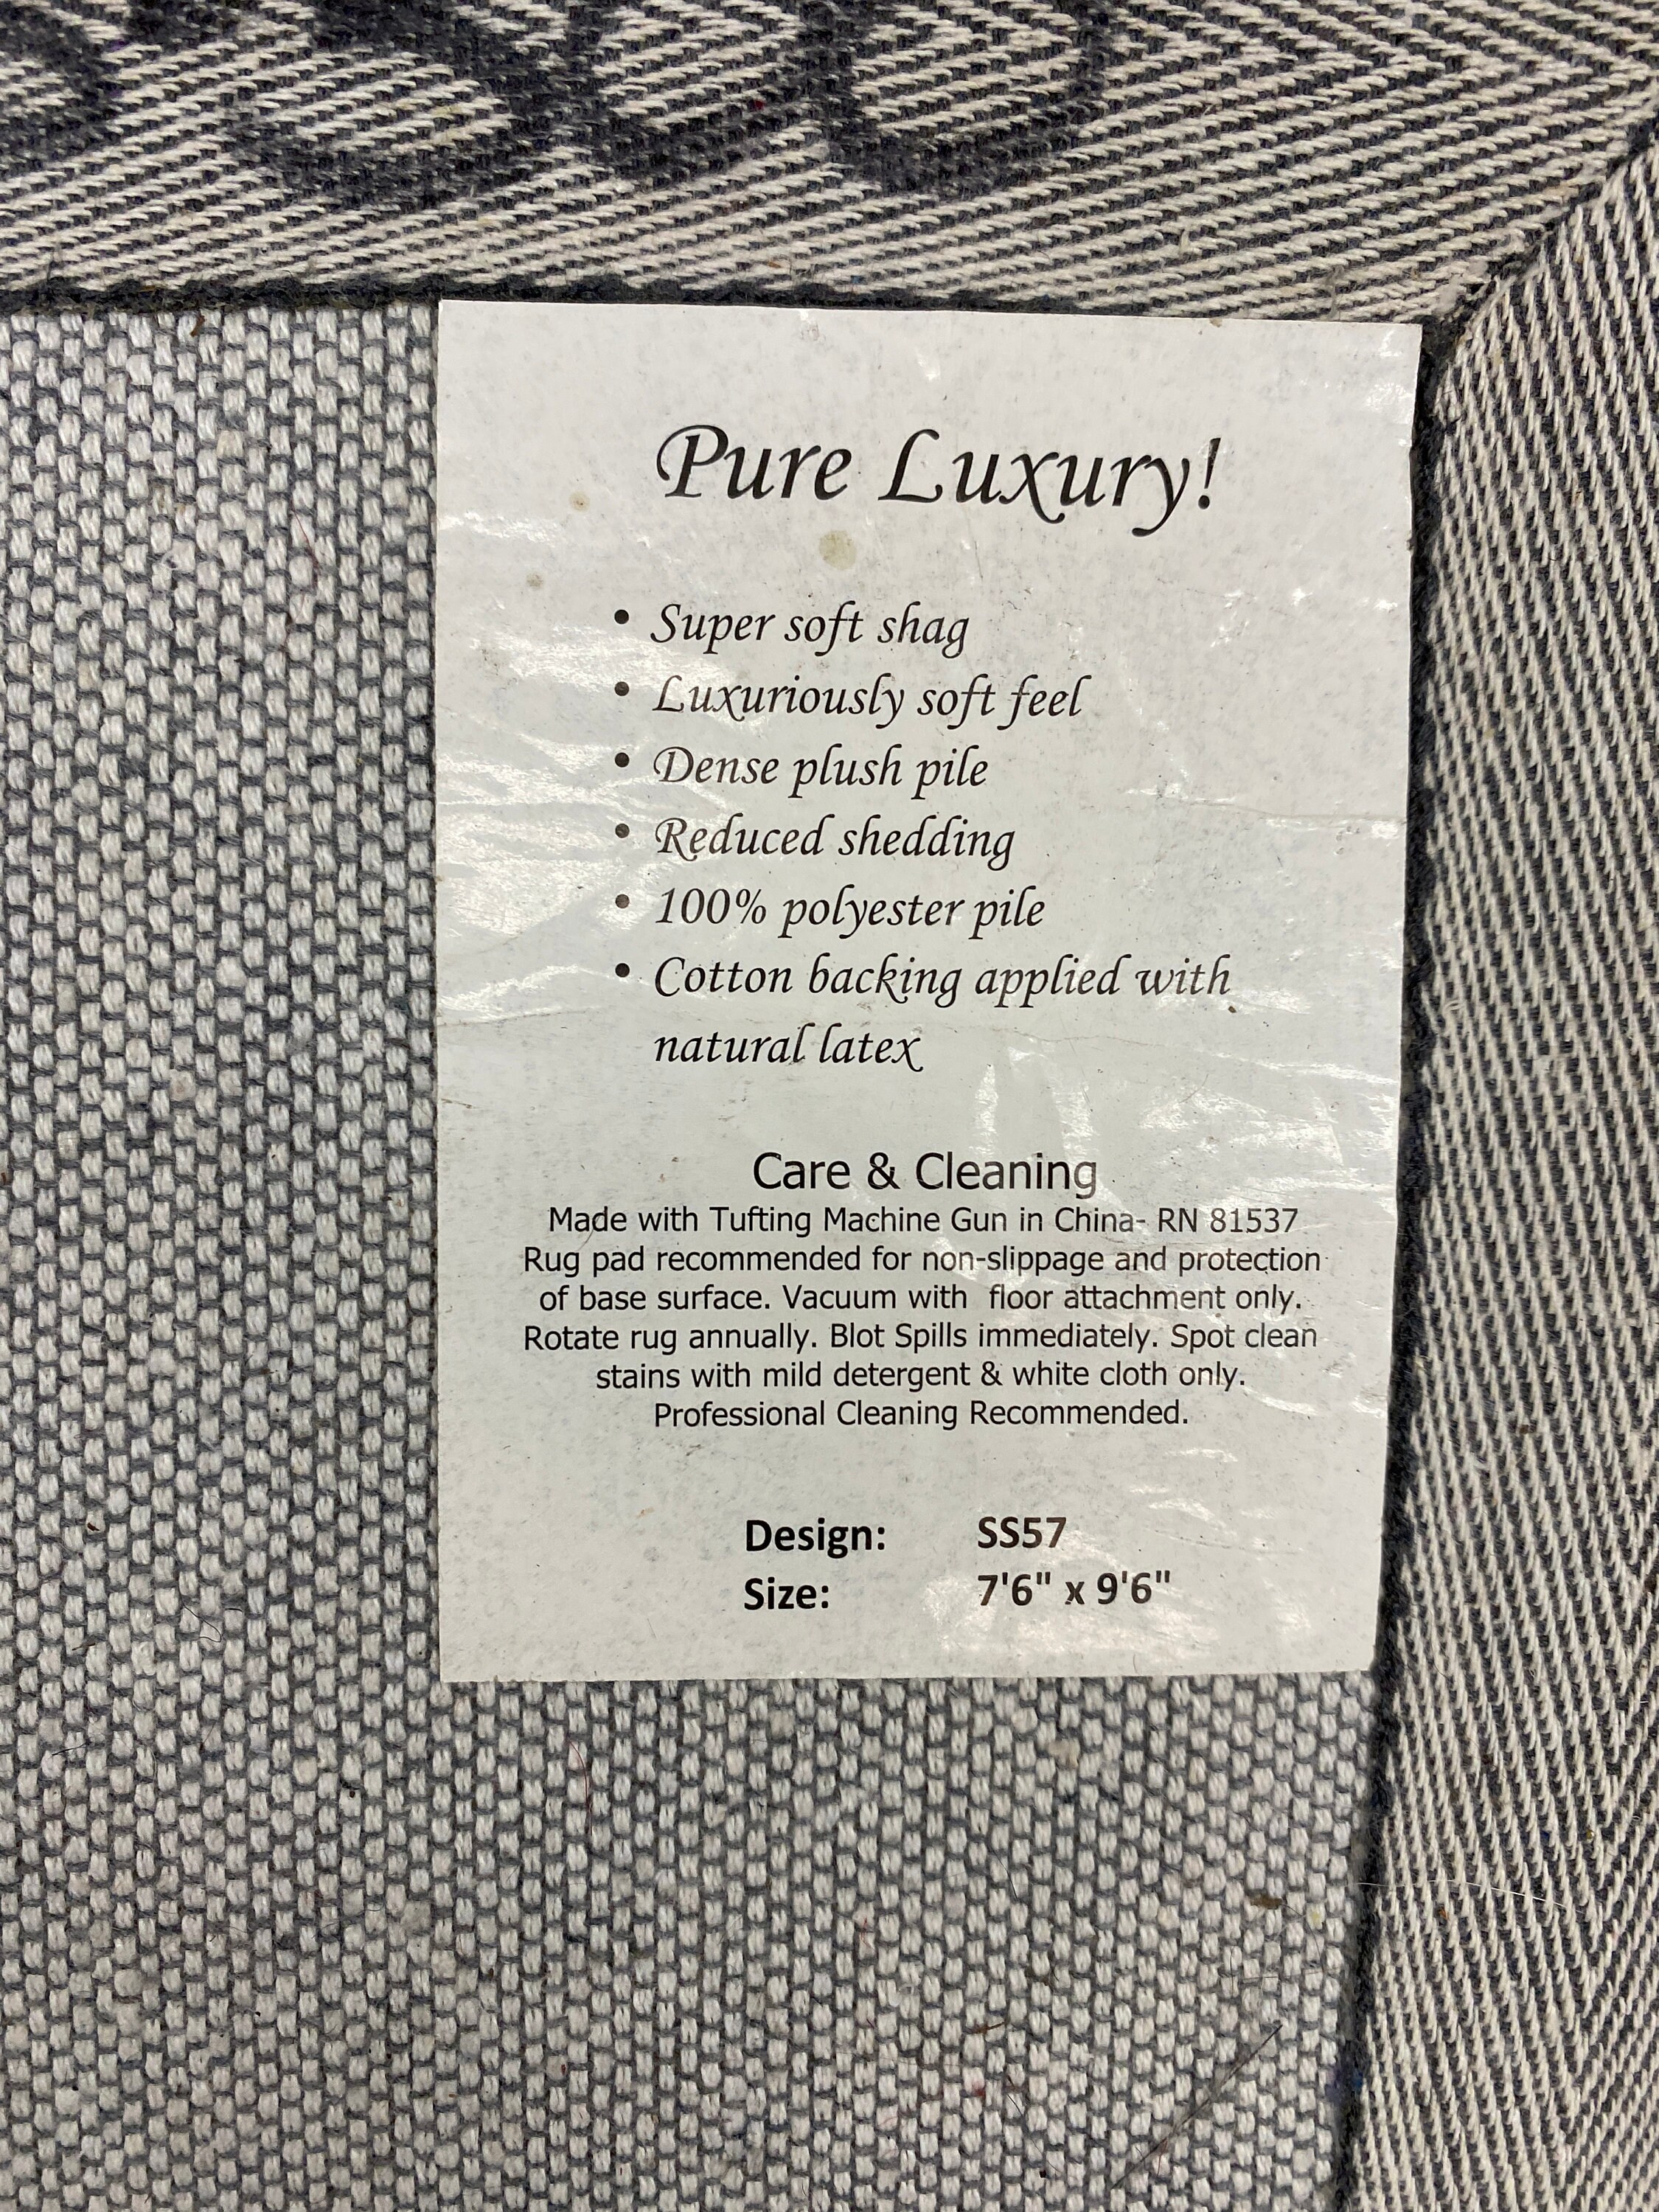 Pure Luxury!
• Super soft shag
• Luxuriously soft feel
• Dense plush pile
• Reduced shedding
• 100% polyester pile
• Cotton backing applied with
natural latex
Care & Cleaning
Made with Tufting Machine Gun in China- RN 81537
Rug pad recommended for non-slippage and protection
of base surface. Vacuum with floor attachment only.
Rotate rug annually. Blot Spills immediately. Spot clean
stains with mild detergent & white cloth only.
Professional Cleaning Recommended.
Design: SS57
Size: 7'6" x 9'6"